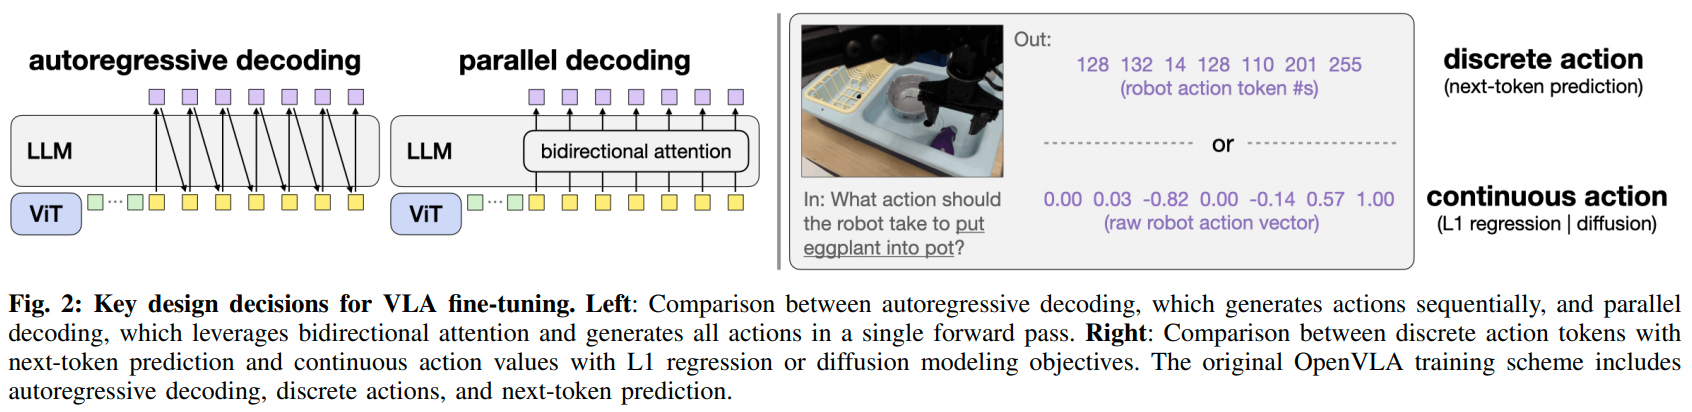 autoregressive decoding
LLM
ViT
...
parallel decoding
LLM
bidirectional attention
ViT
...
Out:
128 132 14 128 110 201 255
(robot action token #s)
or
In: What action should
the robot take to put
eggplant into pot?
0.00 0.03 -0.82 0.00 -0.14 0.57 1.00
(raw robot action vector)
discrete action
(next-token prediction)
continuous action
(L1 regression | diffusion)
Fig. 2: Key design decisions for VLA fine-tuning. Left: Comparison between autoregressive decoding, which generates actions sequentially, and parallel
decoding, which leverages bidirectional attention and generates all actions in a single forward pass. Right: Comparison between discrete action tokens with
next-token prediction and continuous action values with L1 regression or diffusion modeling objectives. The original OpenVLA training scheme includes
autoregressive decoding, discrete actions, and next-token prediction.